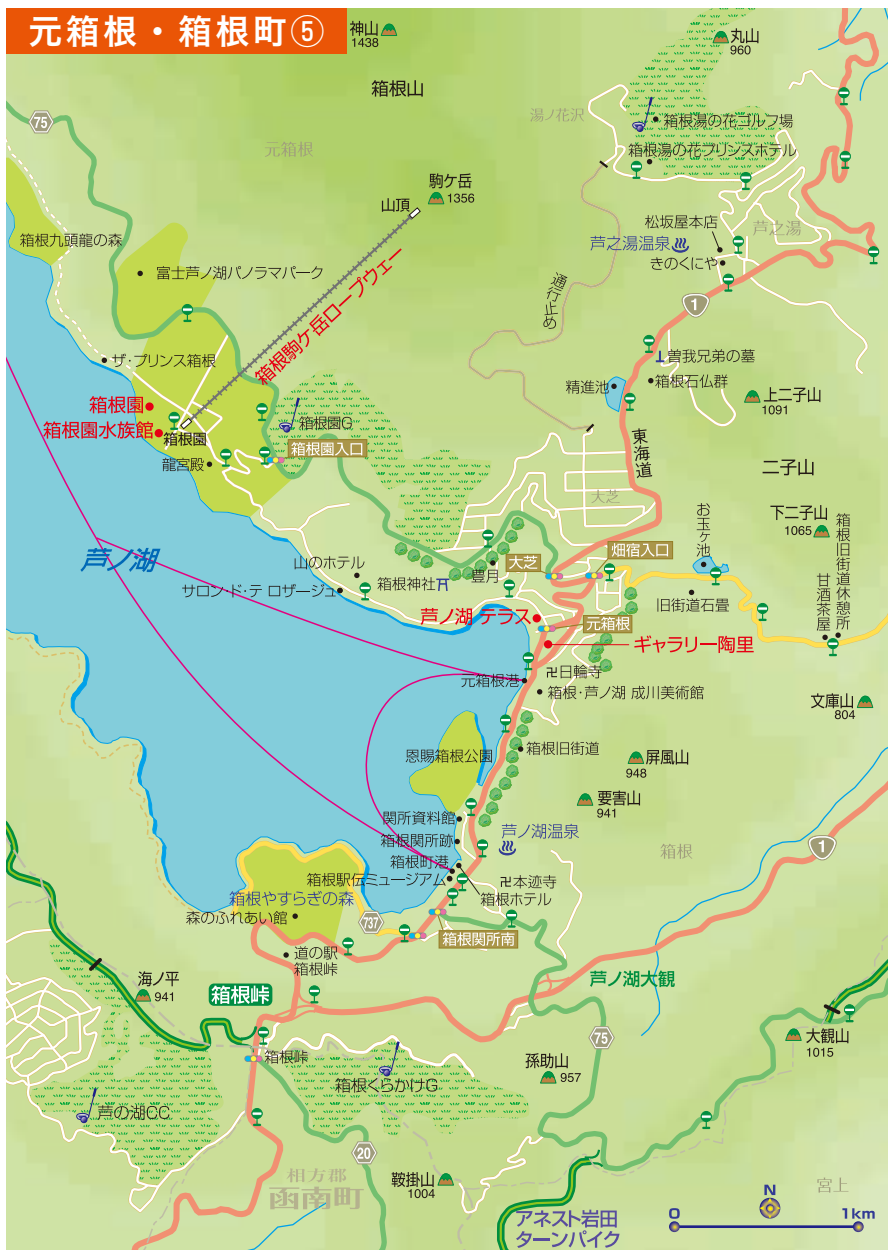 元箱根・箱根町⑤
神山
1438
丸山
960
箱根山
湯ノ花沢
箱根湯の花ゴルフ場
75
元箱根
箱根湯の花プリンスホテル
駒ケ岳
1356
山頂
松坂屋本店
芦之湯
箱根九頭龍の森
芦之湯温泉
きのくにや
富士芦ノ湖パノラマパーク
箱根駒ケ岳ロープウェー
通行止め
1
曽我兄弟の墓
ザ・プリンス箱根
精進池
箱根石仏群
上二子山
1091
箱根園
箱根園水族館
箱根園
箱根園G
箱根園入口
龍宮殿
東海道
二子山
大芝
お玉ヶ池
下二子山
1065
箱根旧街道休憩所
甘酒茶屋
芦ノ湖
山のホテル
大芝
畑宿入口
豊月
箱根神社
サロン・ド・テ ロザージュ
旧街道石畳
芦ノ湖 テラス
元箱根
ギャラリー陶里
元箱根港
日輪寺
箱根・芦ノ湖 成川美術館
文庫山
804
恩賜箱根公園
箱根旧街道
屏風山
948
要害山
941
関所資料館
芦ノ湖温泉
箱根関所跡
箱根
1
箱根町港
箱根駅伝ミュージアム
本迹寺
箱根ホテル
箱根やすらぎの森
森のふれあい館
737
箱根関所南
道の駅
箱根峠
海ノ平
941
箱根峠
芦ノ湖大観
大観山
1015
75
箱根峠
孫助山
957
箱根くらかけG
芦の湖CC
20
相方郡
函南町
鞍掛山
1004
宮上
アネスト岩田
ターンパイク
N
0
1km